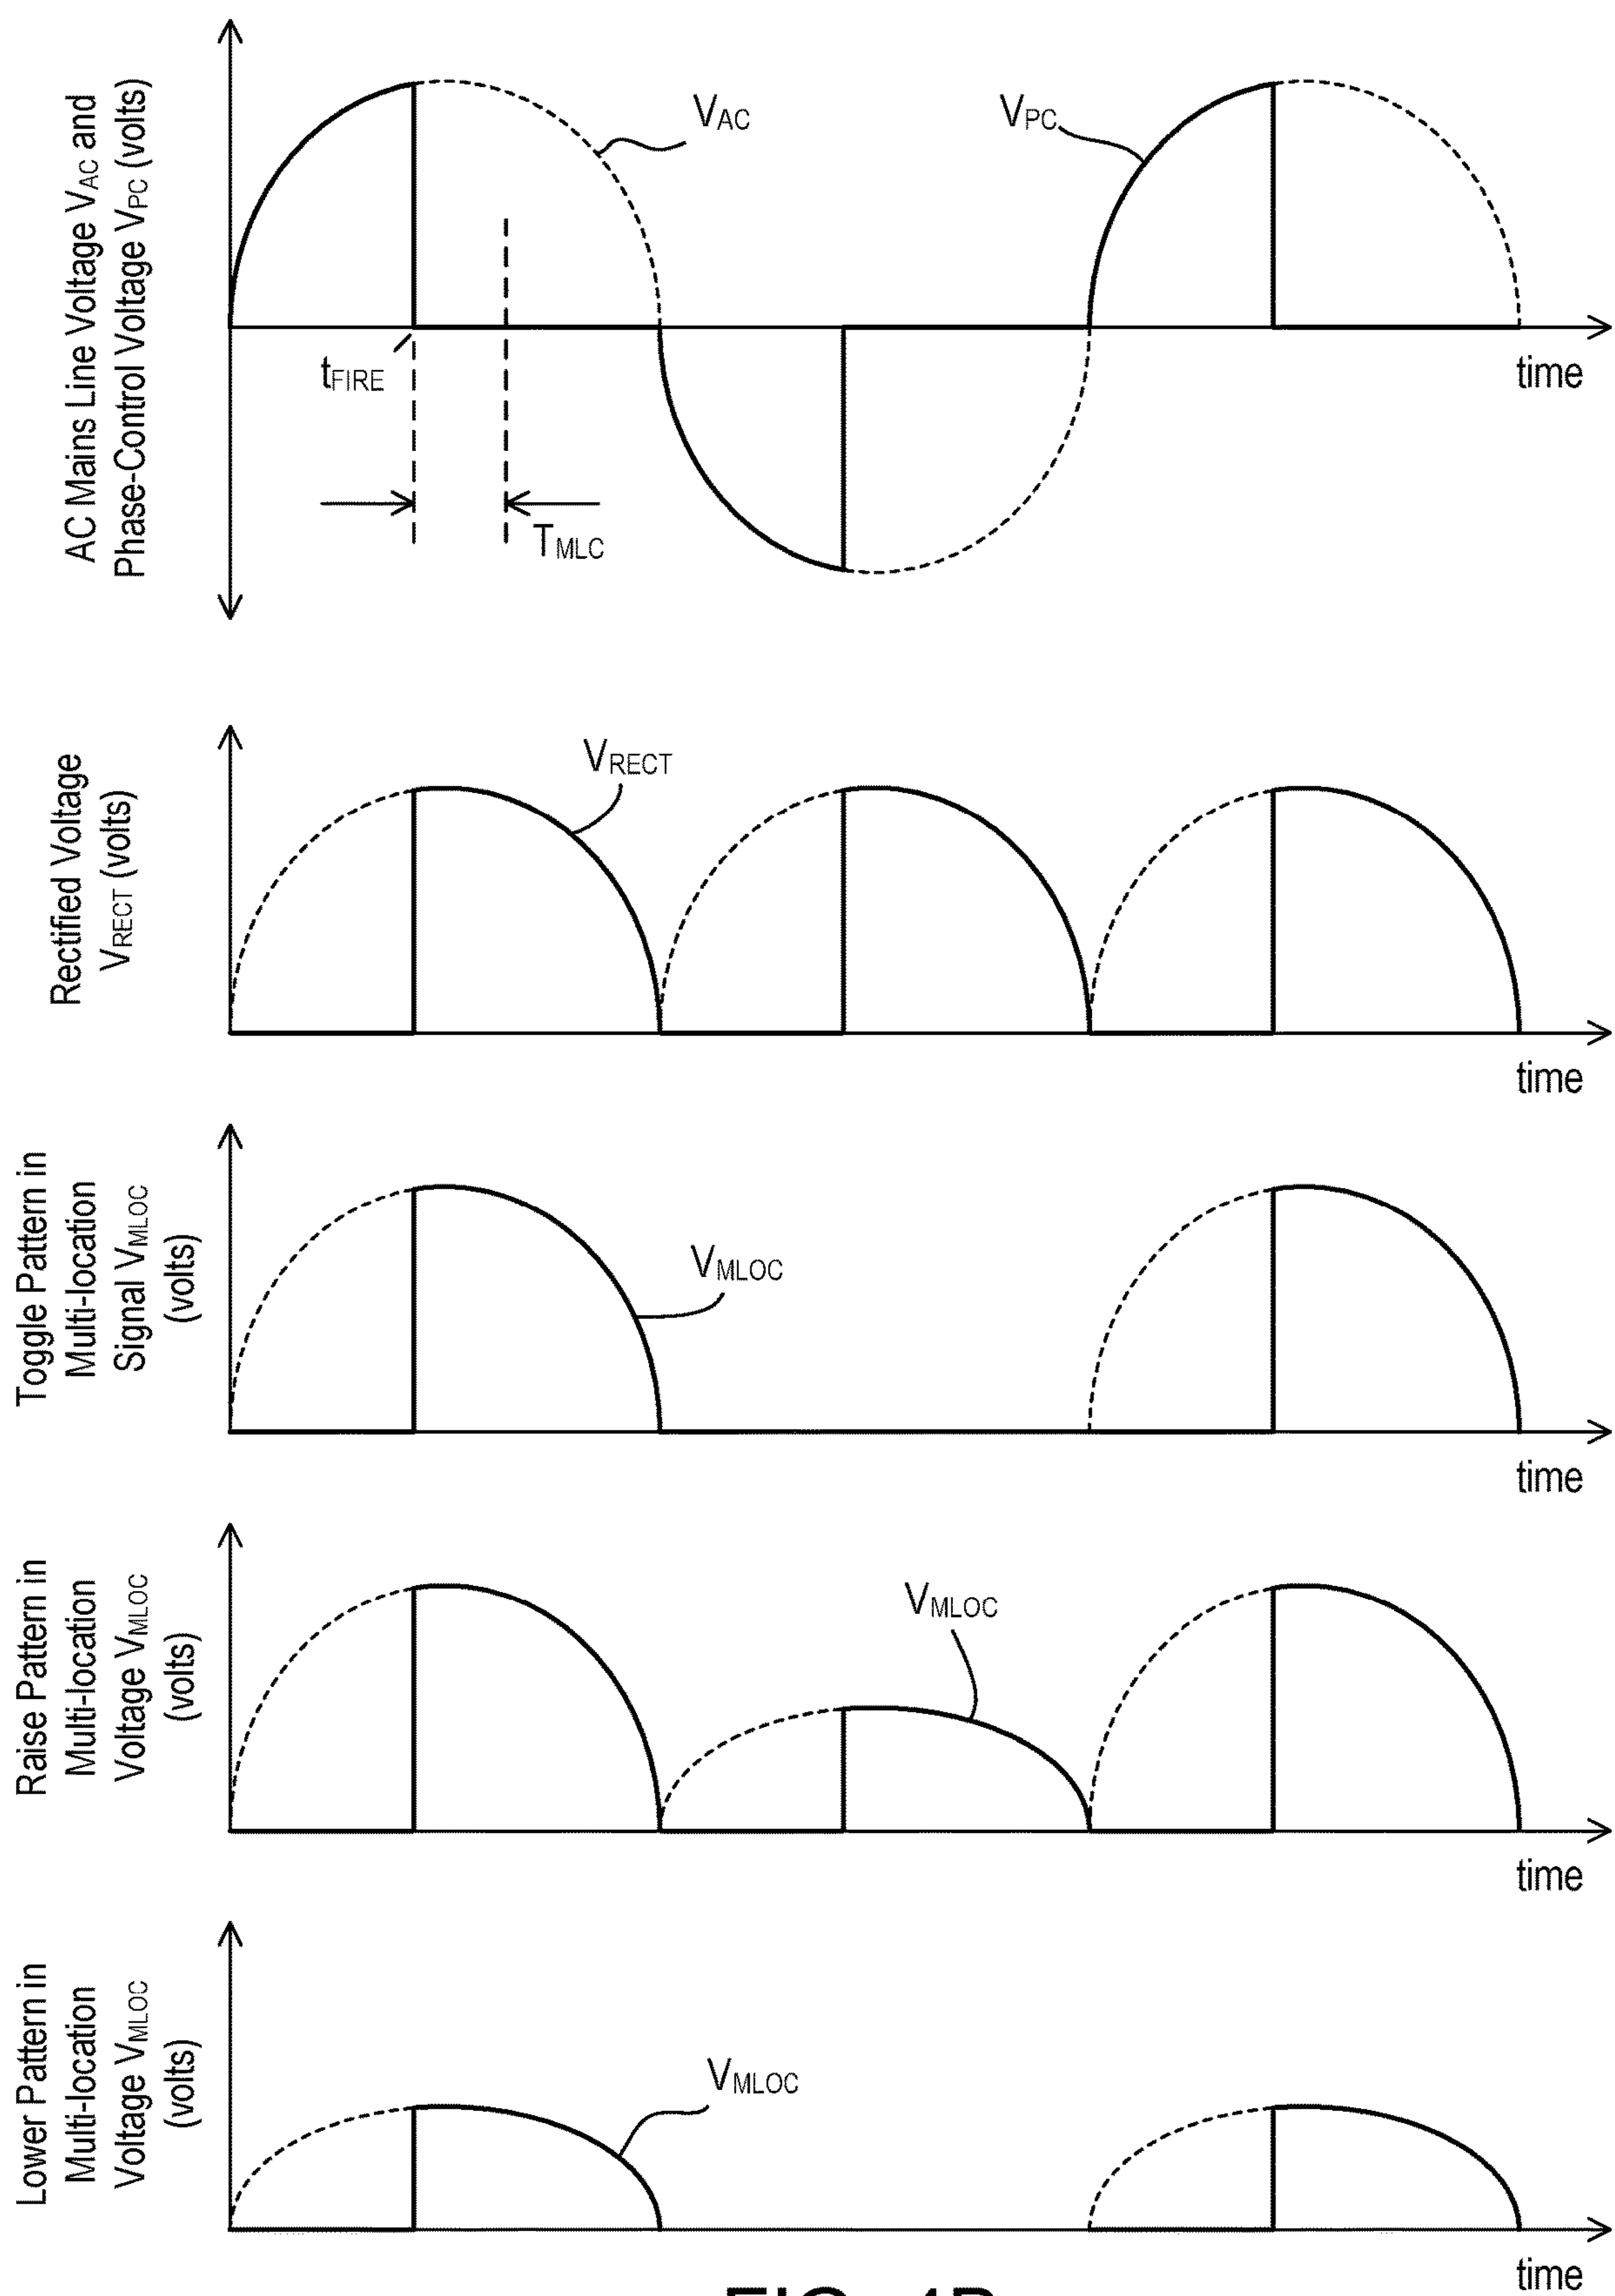 AC Mains Line Voltage VAC and
Phase-Control Voltage VPC (volts)
VAC
VPC
tFIRE
TMLC
time
Rectified Voltage
VRECT (volts)
VRECT
time
Toggle Pattern in
Multi-location
Signal VMLOC
(volts)
VMLOC
time
Raise Pattern in
Multi-location
Voltage VMLOC
(volts)
VMLOC
time
Lower Pattern in
Multi-location
Voltage VMLOC
(volts)
VMLOC
time